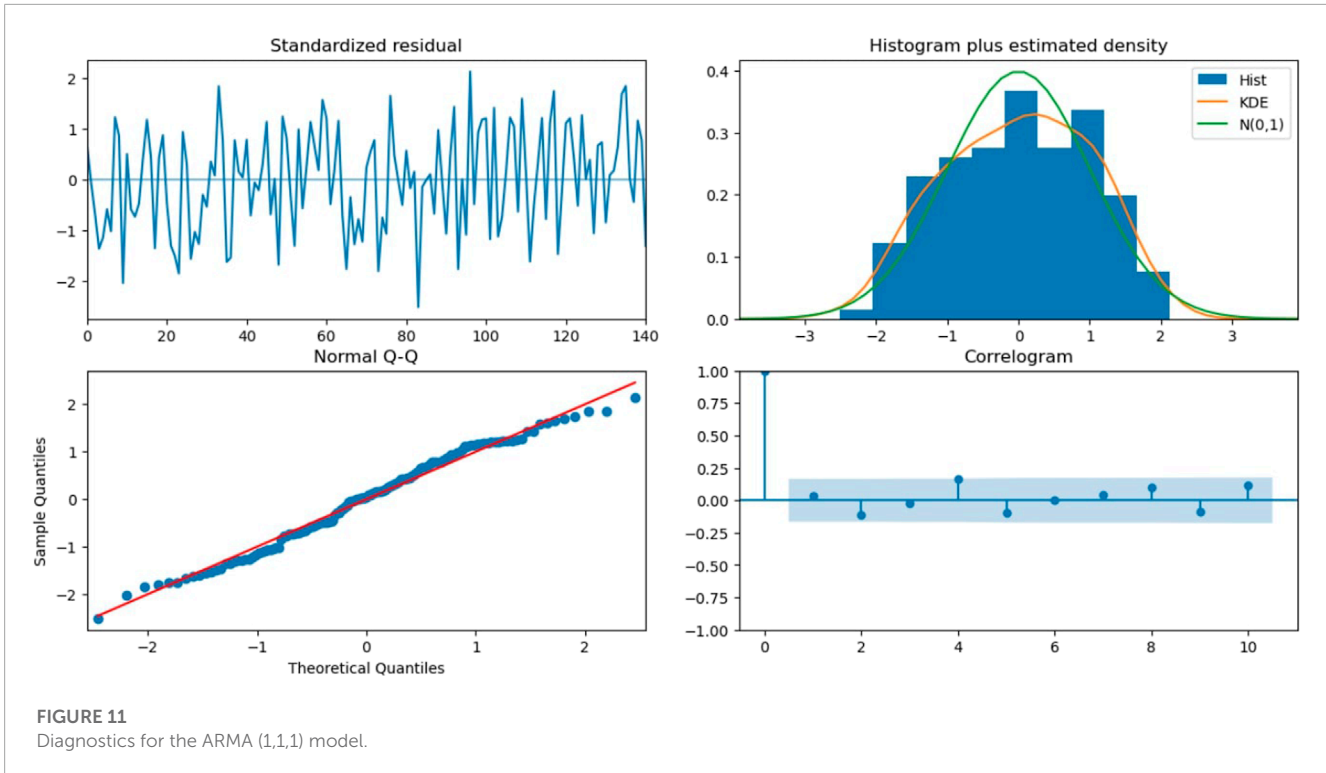 Standardized residual
2
1
0
−1
−2
0 20 40 60 80 100 120 140
Histogram plus estimated density
0.4
0.3
0.2
0.1
0.0
Hist
KDE
N(0,1)
−3 −2 −1 0 1 2 3
Normal Q-Q
Sample Quantiles
2
1
0
−1
−2
−2 −1 0 1 2
Theoretical Quantiles
Correlogram
1.00
0.75
0.50
0.25
0.00
−0.25
−0.50
−0.75
−1.00
0 2 4 6 8 10
FIGURE 11
Diagnostics for the ARMA (1,1,1) model.